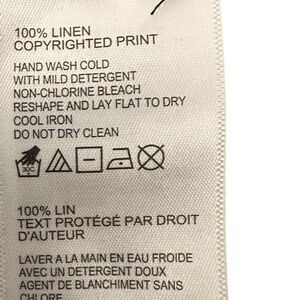 100% LINEN
COPYRIGHTED PRINT
HAND WASH COLD
WITH MILD DETERGENT
NON-CHLORINE BLEACH
RESHAPE AND LAY FLAT TO DRY
COOL IRON
DO NOT DRY CLEAN
30C
100% LIN
TEXT PROTÉGÉ PAR DROIT
D'AUTEUR
LAVER A LA MAIN EN EAU FROIDE
AVEC UN DETERGENT DOUX
AGENT DE BLANCHIMENT SANS
CHLORE